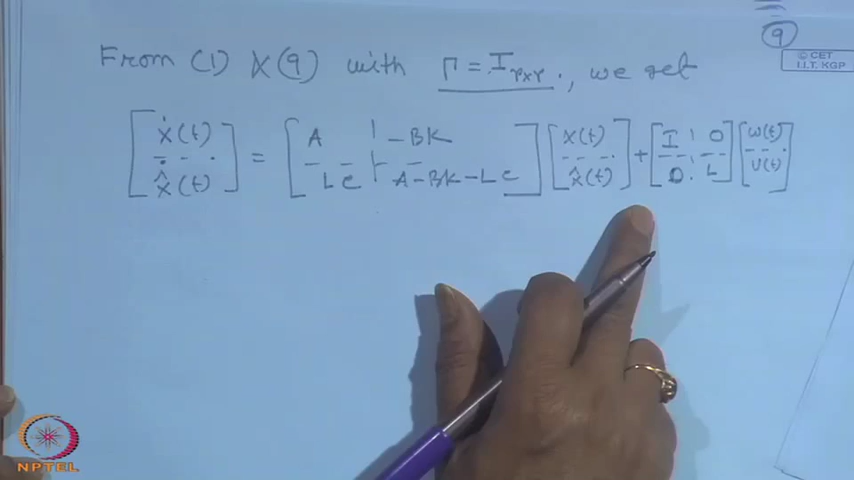 9
© CET
I.I.T. KGP
From (1) & (9) with Γ = I_{r×r}, we get
[ẋ(t) / x̂̇(t)] = [A | -BK / LC | A-BK-LC] [x(t) / x̂(t)] + [I | 0 / 0 | L] [w(t) / v(t)]
NPTEL